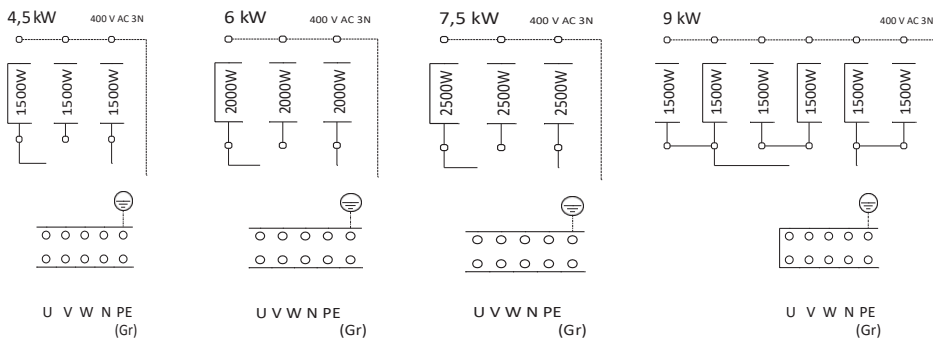 4,5 kW 400 V AC 3N
1500W 1500W 1500W
U V W N PE
(Gr)
6 kW 400 V AC 3N
2000W 2000W 2000W
U V W N PE
(Gr)
7,5 kW 400 V AC 3N
2500W 2500W 2500W
U V W N PE
(Gr)
9 kW 400 V AC 3N
1500W 1500W 1500W 1500W 1500W 1500W
U V W N PE
(Gr)